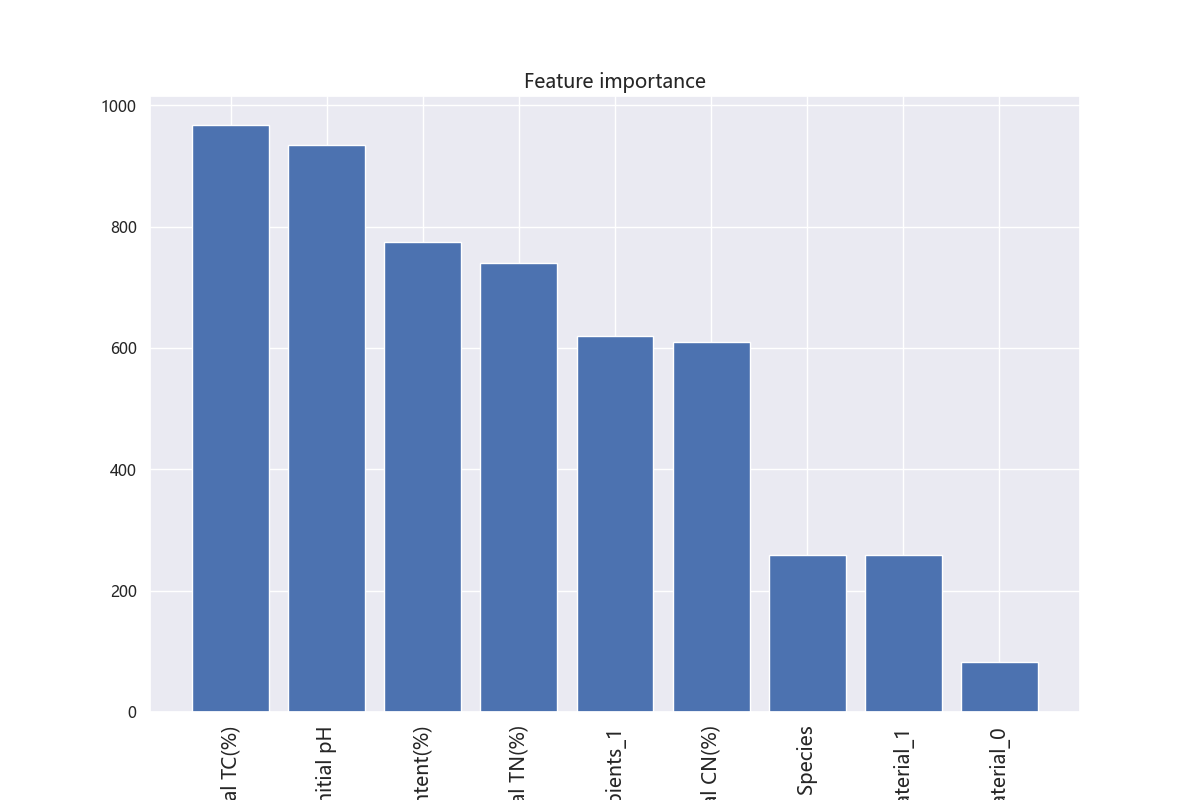 Feature importance
1000
800
600
400
200
0
al TC(%)
nitial pH
ntent(%)
al TN(%)
pients_1
al CN(%)
Species
aterial_1
aterial_0